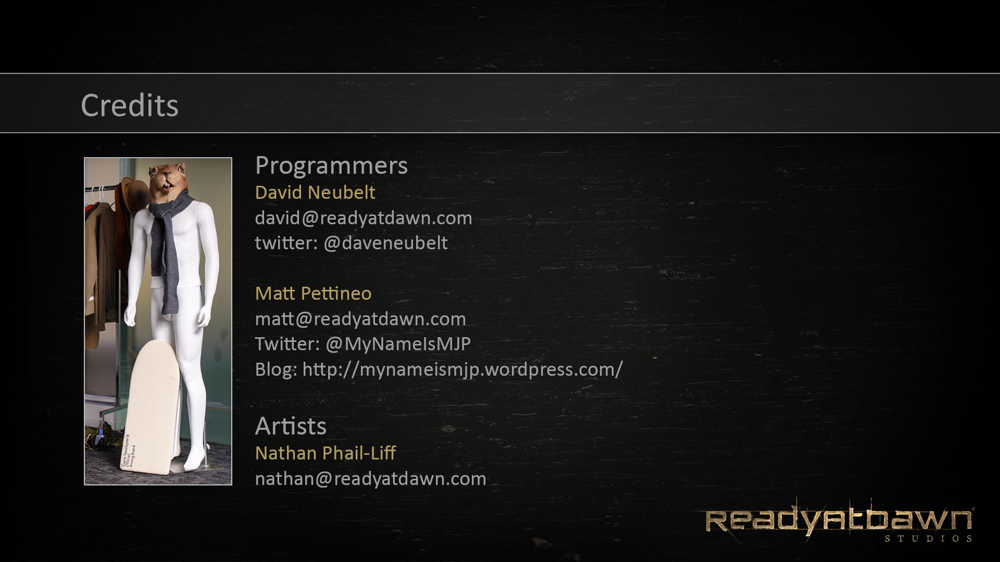 Credits
Programmers
David Neubelt
david@readyatdawn.com
twitter: @daveneubelt
Matt Pettineo
matt@readyatdawn.com
Twitter: @MyNameIsMJP
Blog: http://mynameismjp.wordpress.com/
Artists
Nathan Phail-Liff
nathan@readyatdawn.com
Game Developer's
Official
Ironing Board
ReadyAtDawn®
STUDIOS